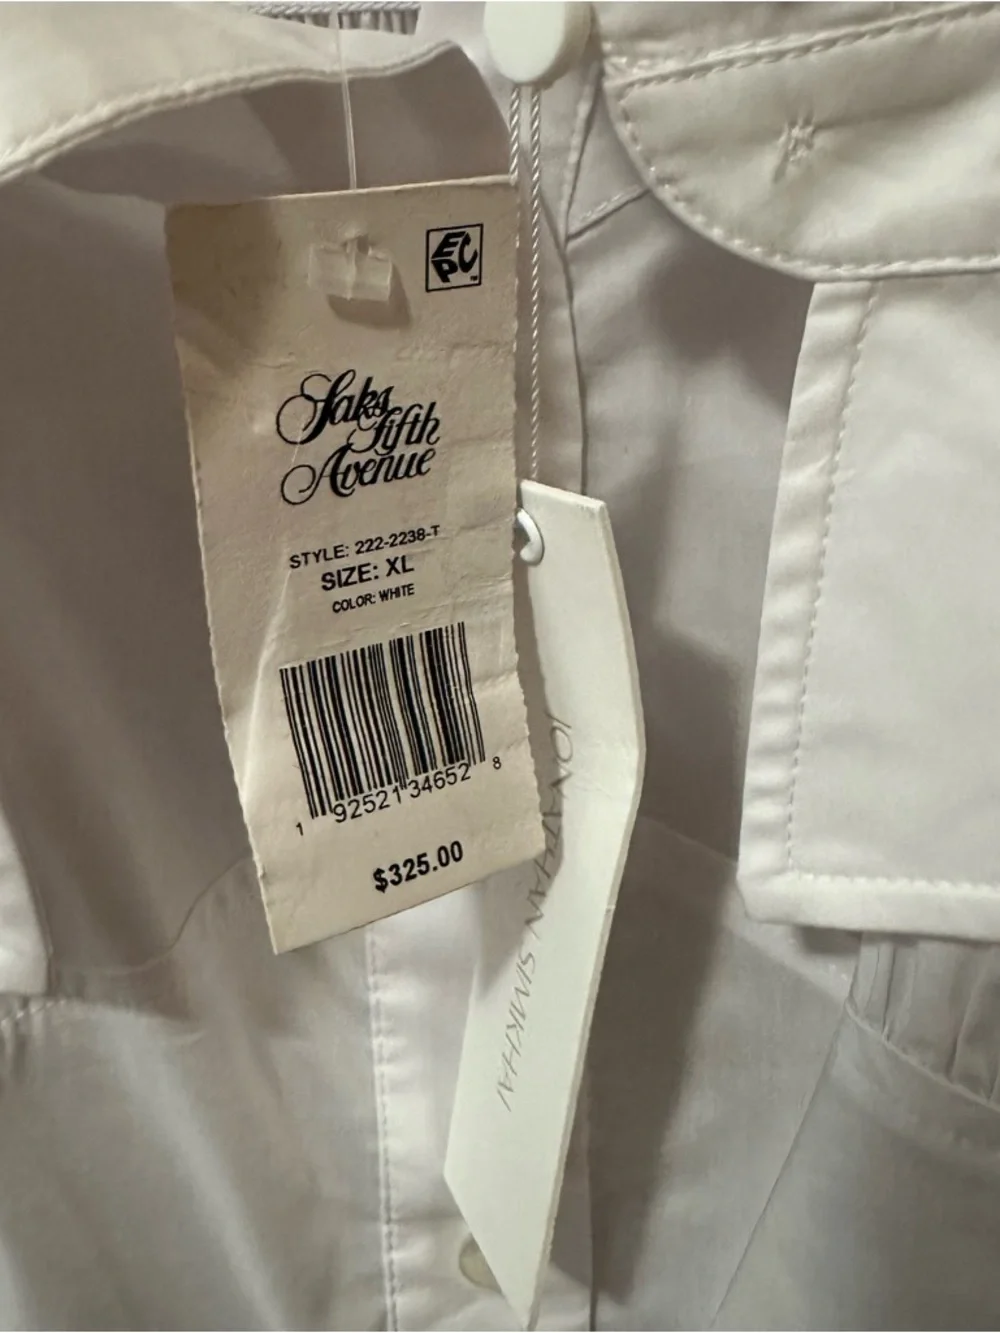 EPC
TM
Saks
Fifth
Avenue
STYLE: 222-2238-T
SIZE: XL
COLOR: WHITE
1 92521 34652 8
$325.00
JONATHAN SIMKHAI